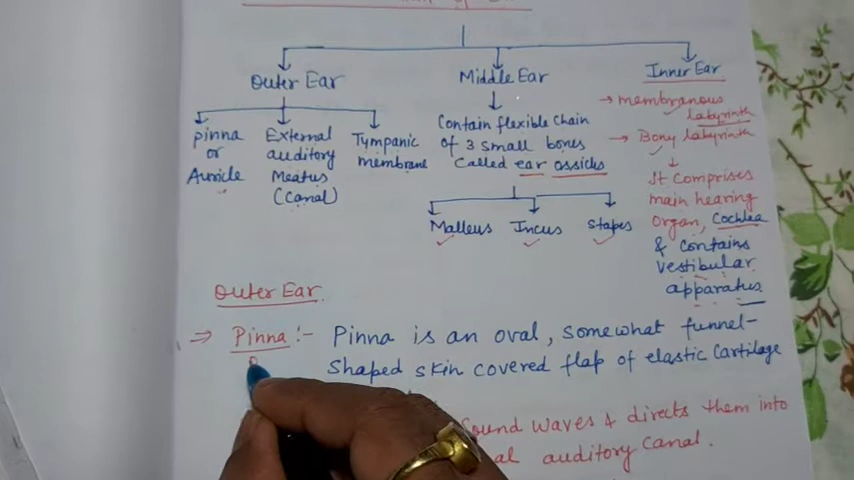 Outer Ear
Middle Ear
Inner Ear
pinna
or
Auricle
External
auditory
Meatus
(Canal)
Tympanic
membrane
Contain flexible Chain
of 3 small bones
Called ear ossicles
Malleus
Incus
Stapes
→ membranous
labyrinth
→ Bony labyrinth
It Comprises
main hearing
Organ, Cochlea
& contains
vestibular
apparatus
Outer Ear
⇒ Pinna :- Pinna is an oval, somewhat funnel-
Shaped skin covered flap of elastic Cartilage
Sound waves & directs them into
auditory canal.